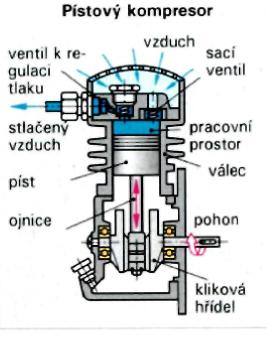 Pístový kompresor
vzduch
ventil k re-
gulaci
tlaku
sací
ventil
stlačený
vzduch
pracovní
prostor
píst
válec
ojnice
pohon
kliková
hřídel